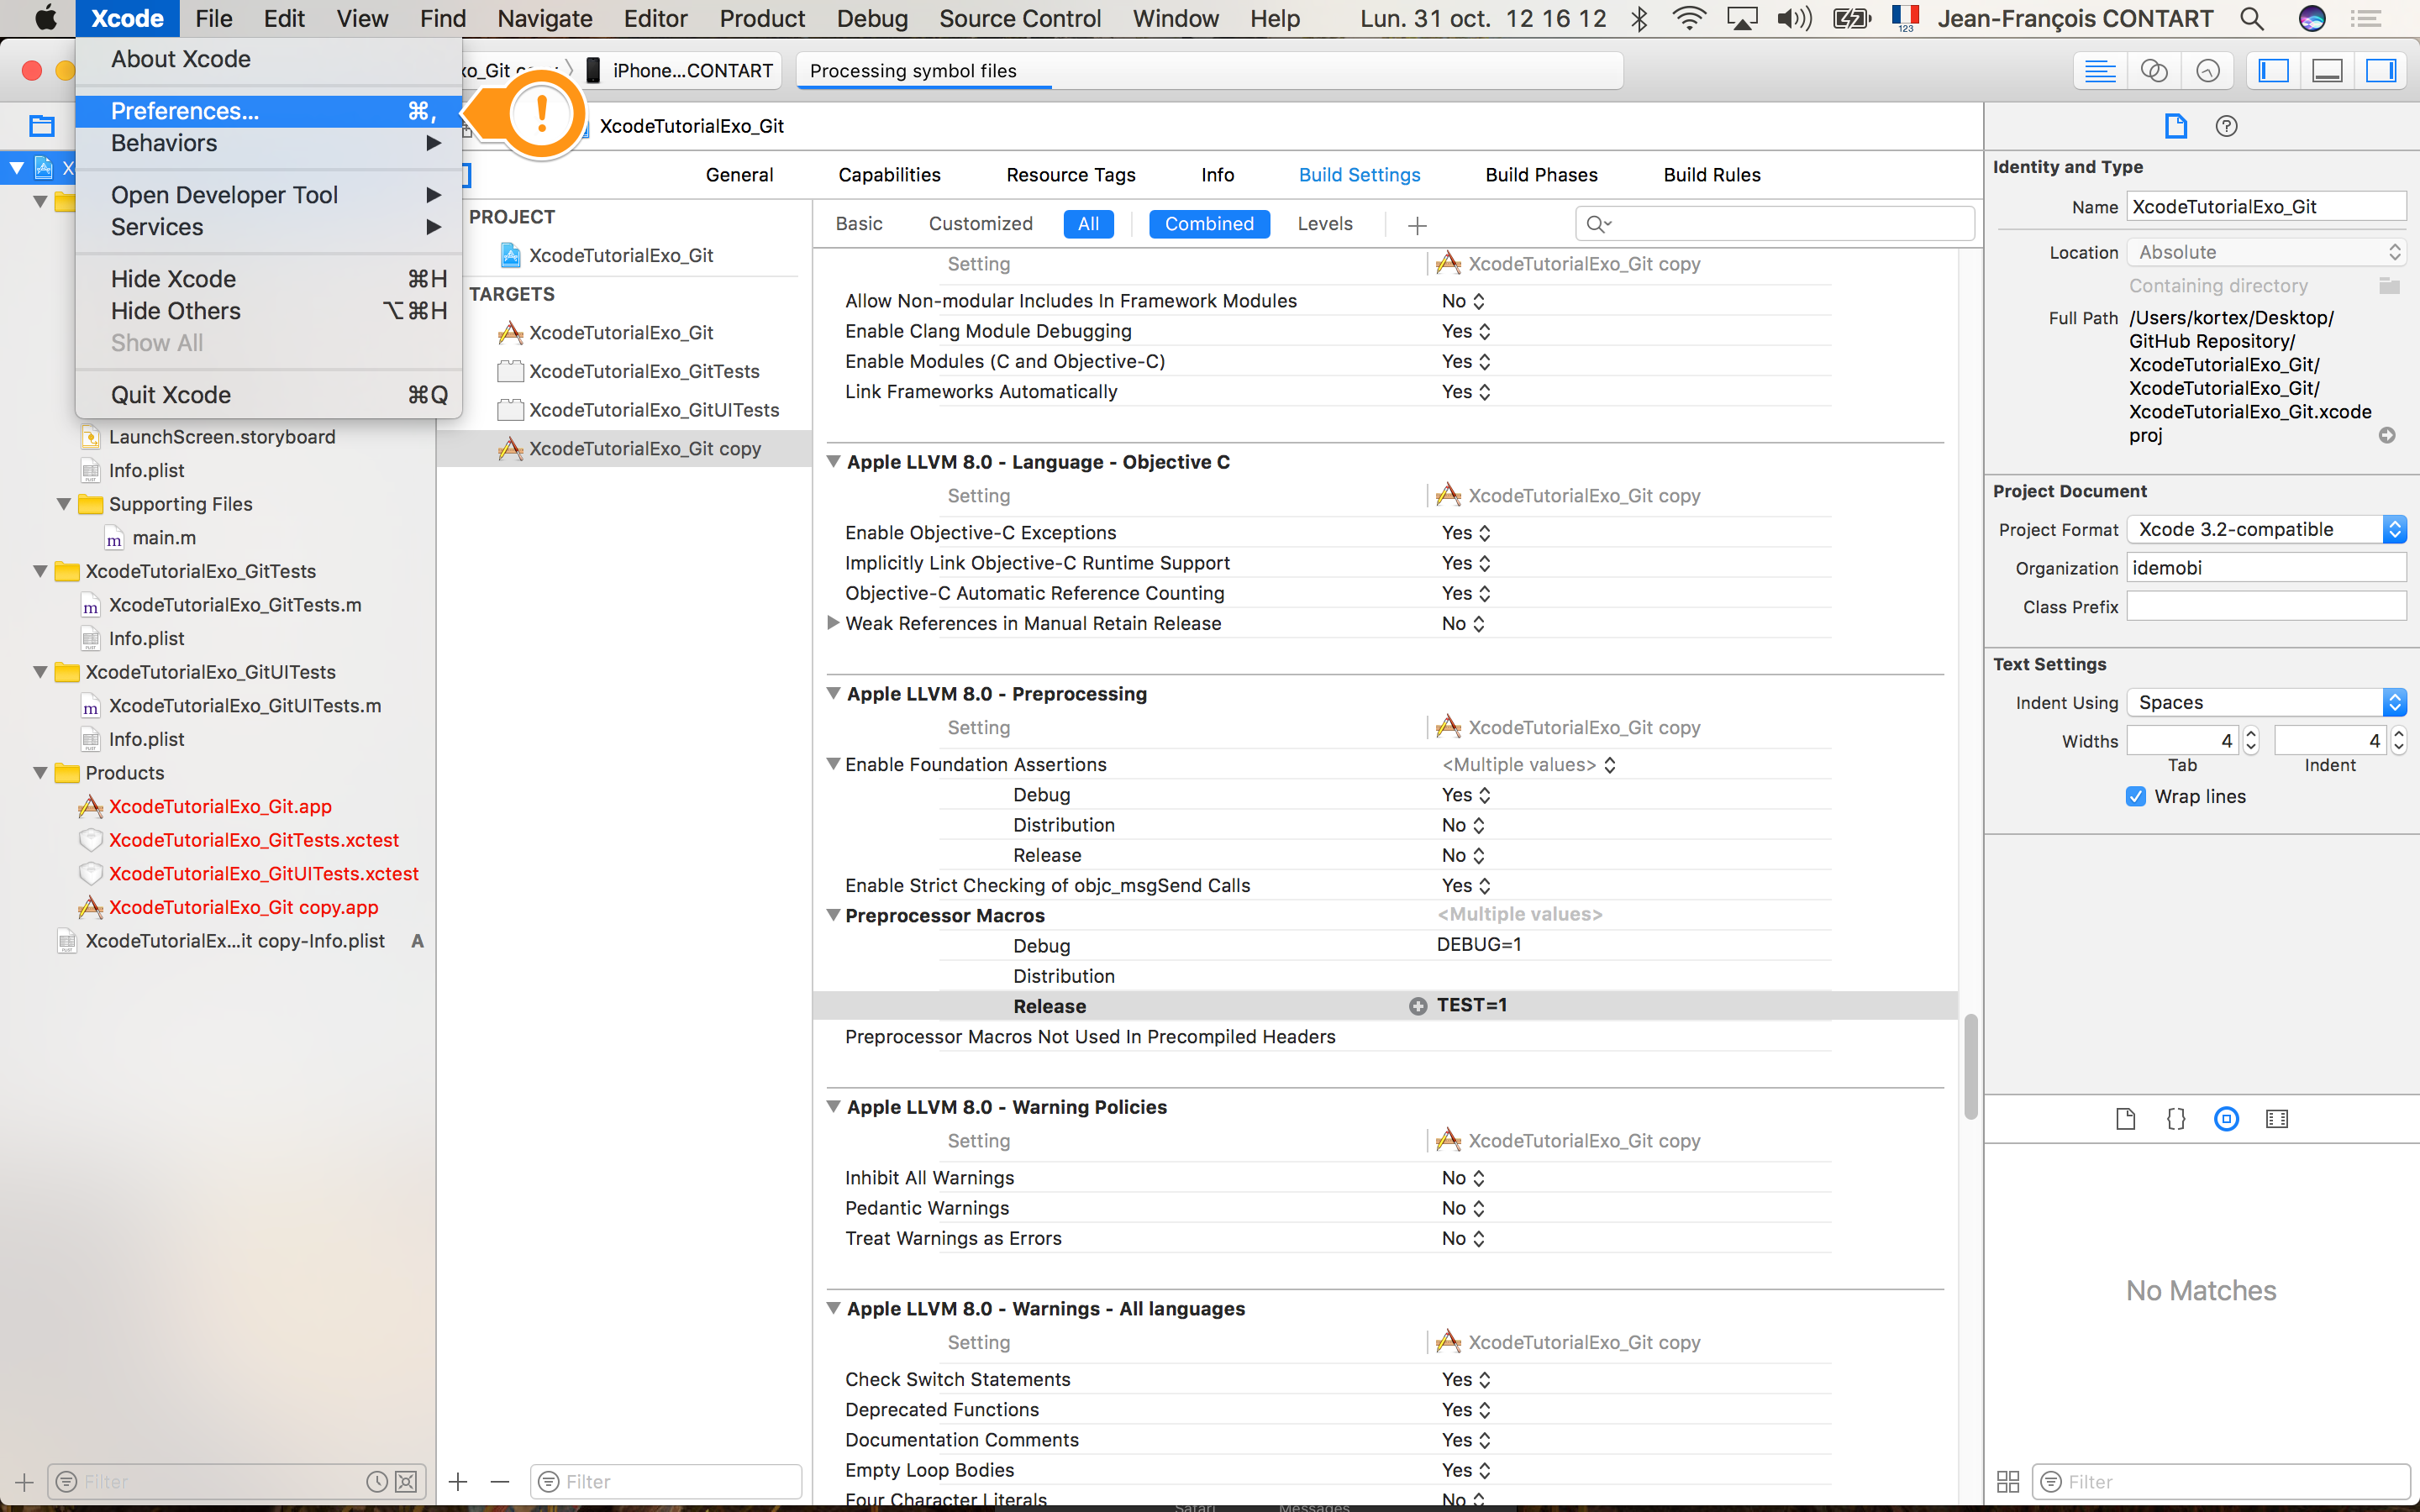 Xcode File Edit View Find Navigate Editor Product Debug Source Control Window Help Lun. 31 oct. 12 16 12 123 Jean-François CONTART
About Xcode
Preferences... ⌘,
Behaviors
Open Developer Tool
Services
Hide Xcode ⌘H
Hide Others ⌥⌘H
Show All
Quit Xcode ⌘Q
iPhone...CONTART
Processing symbol files
!
XcodeTutorialExo_Git
General Capabilities Resource Tags Info Build Settings Build Phases Build Rules
Basic Customized All Combined Levels
LaunchScreen.storyboard
Info.plist
Supporting Files
m main.m
XcodeTutorialExo_GitTests
m XcodeTutorialExo_GitTests.m
Info.plist
XcodeTutorialExo_GitUITests
m XcodeTutorialExo_GitUITests.m
Info.plist
Products
XcodeTutorialExo_Git.app
XcodeTutorialExo_GitTests.xctest
XcodeTutorialExo_GitUITests.xctest
XcodeTutorialExo_Git copy.app
XcodeTutorialEx...it copy-Info.plist A
Filter
PROJECT
XcodeTutorialExo_Git
TARGETS
XcodeTutorialExo_Git
XcodeTutorialExo_GitTests
XcodeTutorialExo_GitUITests
XcodeTutorialExo_Git copy
Filter
Setting XcodeTutorialExo_Git copy
Allow Non-modular Includes In Framework Modules No
Enable Clang Module Debugging Yes
Enable Modules (C and Objective-C) Yes
Link Frameworks Automatically Yes
Apple LLVM 8.0 - Language - Objective C
Setting XcodeTutorialExo_Git copy
Enable Objective-C Exceptions Yes
Implicitly Link Objective-C Runtime Support Yes
Objective-C Automatic Reference Counting Yes
Weak References in Manual Retain Release No
Apple LLVM 8.0 - Preprocessing
Setting XcodeTutorialExo_Git copy
Enable Foundation Assertions <Multiple values>
Debug Yes
Distribution No
Release No
Enable Strict Checking of objc_msgSend Calls Yes
Preprocessor Macros <Multiple values>
Debug DEBUG=1
Distribution
Release TEST=1
Preprocessor Macros Not Used In Precompiled Headers
Apple LLVM 8.0 - Warning Policies
Setting XcodeTutorialExo_Git copy
Inhibit All Warnings No
Pedantic Warnings No
Treat Warnings as Errors No
Apple LLVM 8.0 - Warnings - All languages
Setting XcodeTutorialExo_Git copy
Check Switch Statements Yes
Deprecated Functions Yes
Documentation Comments Yes
Empty Loop Bodies Yes
Four Character Literals No
Identity and Type
Name XcodeTutorialExo_Git
Location Absolute
Containing directory
Full Path /Users/kortex/Desktop/
GitHub Repository/
XcodeTutorialExo_Git/
XcodeTutorialExo_Git/
XcodeTutorialExo_Git.xcode
proj
Project Document
Project Format Xcode 3.2-compatible
Organization idemobi
Class Prefix
Text Settings
Indent Using Spaces
Widths 4 4
Tab Indent
Wrap lines
{}
No Matches
Filter
Safari Messages